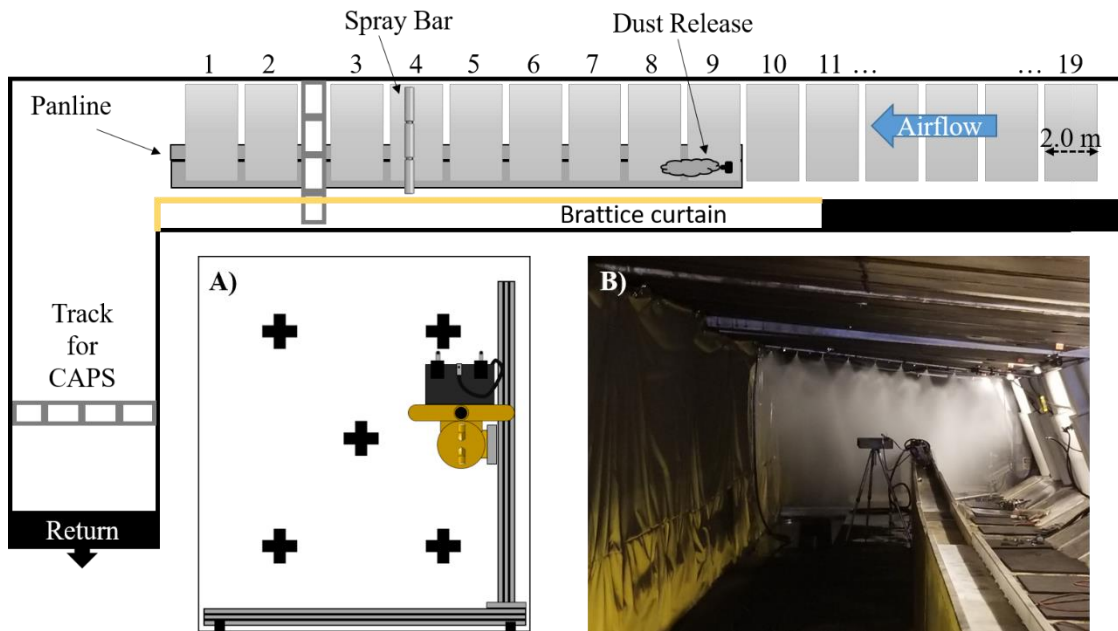 Spray Bar
Dust Release
1 2 3 4 5 6 7 8 9 10 11 … … 19
Panline
Airflow
2.0 m
Brattice curtain
A)
B)
Track
for
CAPS
Return